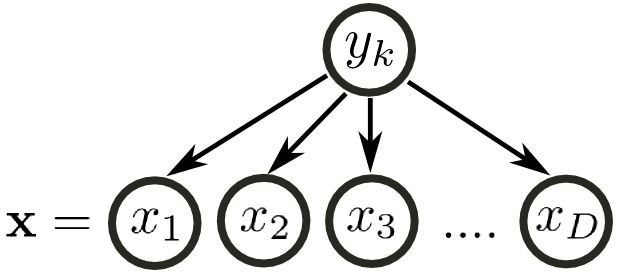 y_k
𝐱 = x_1 x_2 x_3 .... x_D